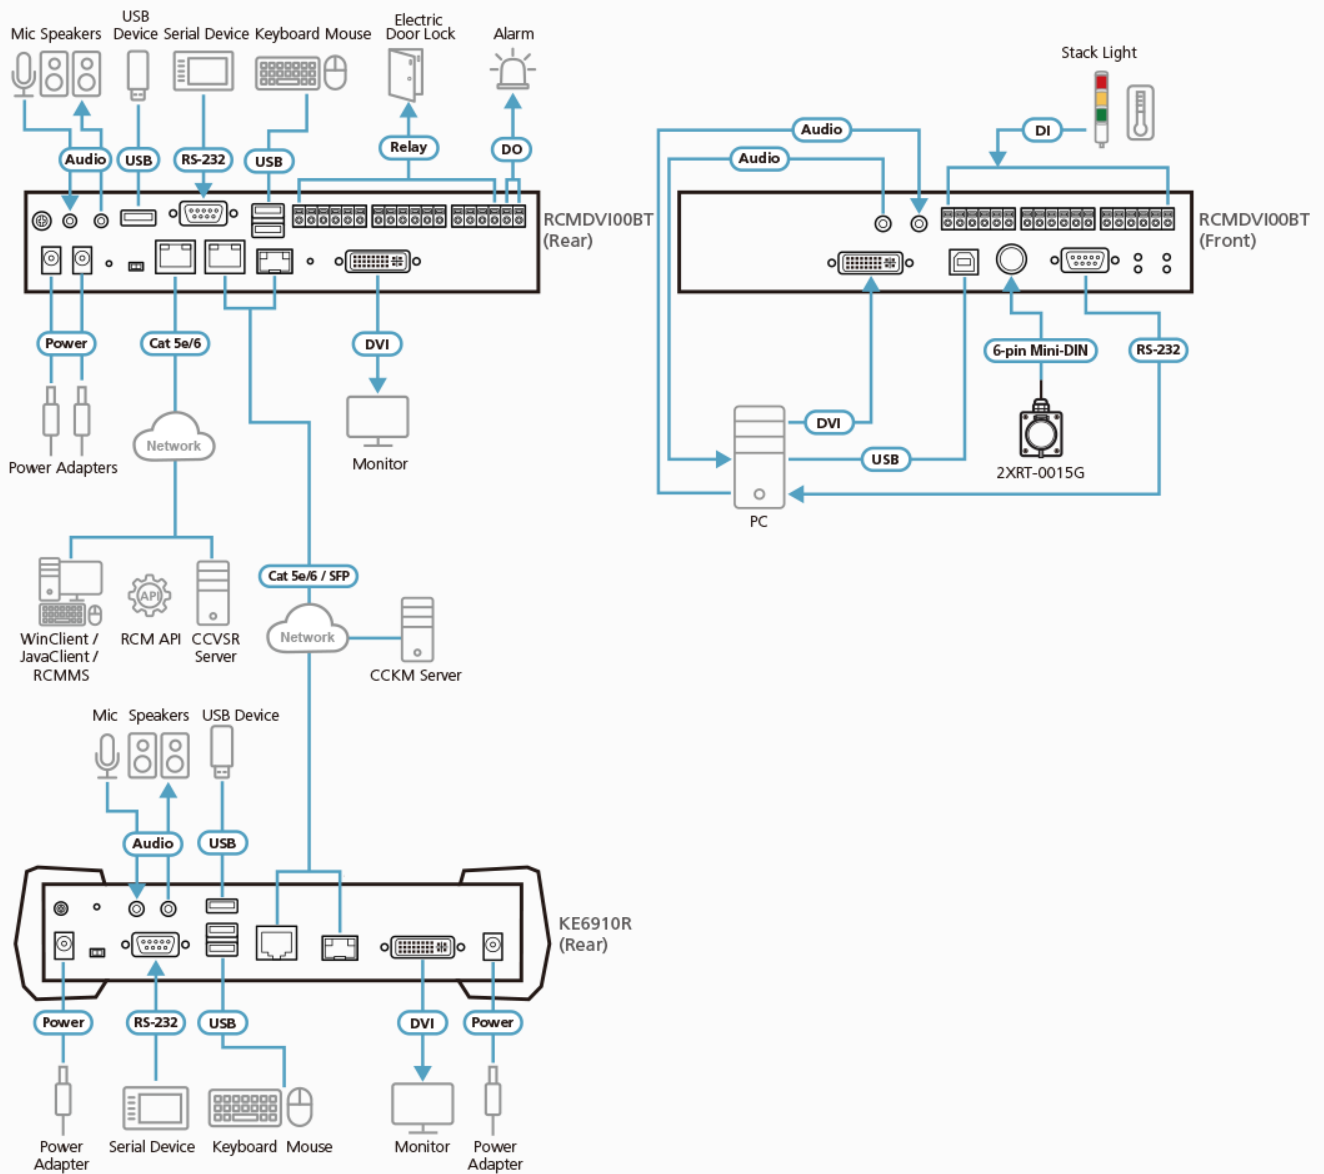 Mic Speakers
USB
Device
Serial Device
Keyboard Mouse
Electric
Door Lock
Alarm
Audio
USB
RS-232
USB
Relay
DO
RCMDVI00BT
(Rear)
Power
Cat 5e/6
DVI
Power Adapters
Network
Monitor
WinClient /
JavaClient /
RCMMS
API
RCM API
CCVSR
Server
Cat 5e/6 / SFP
Network
CCKM Server
Stack Light
Audio
Audio
DI
RCMDVI00BT
(Front)
6-pin Mini-DIN
RS-232
DVI
USB
2XRT-0015G
PC
Mic Speakers
USB Device
Audio
USB
KE6910R
(Rear)
Power
RS-232
USB
DVI
Power
Power
Adapter
Serial Device
Keyboard Mouse
Monitor
Power
Adapter